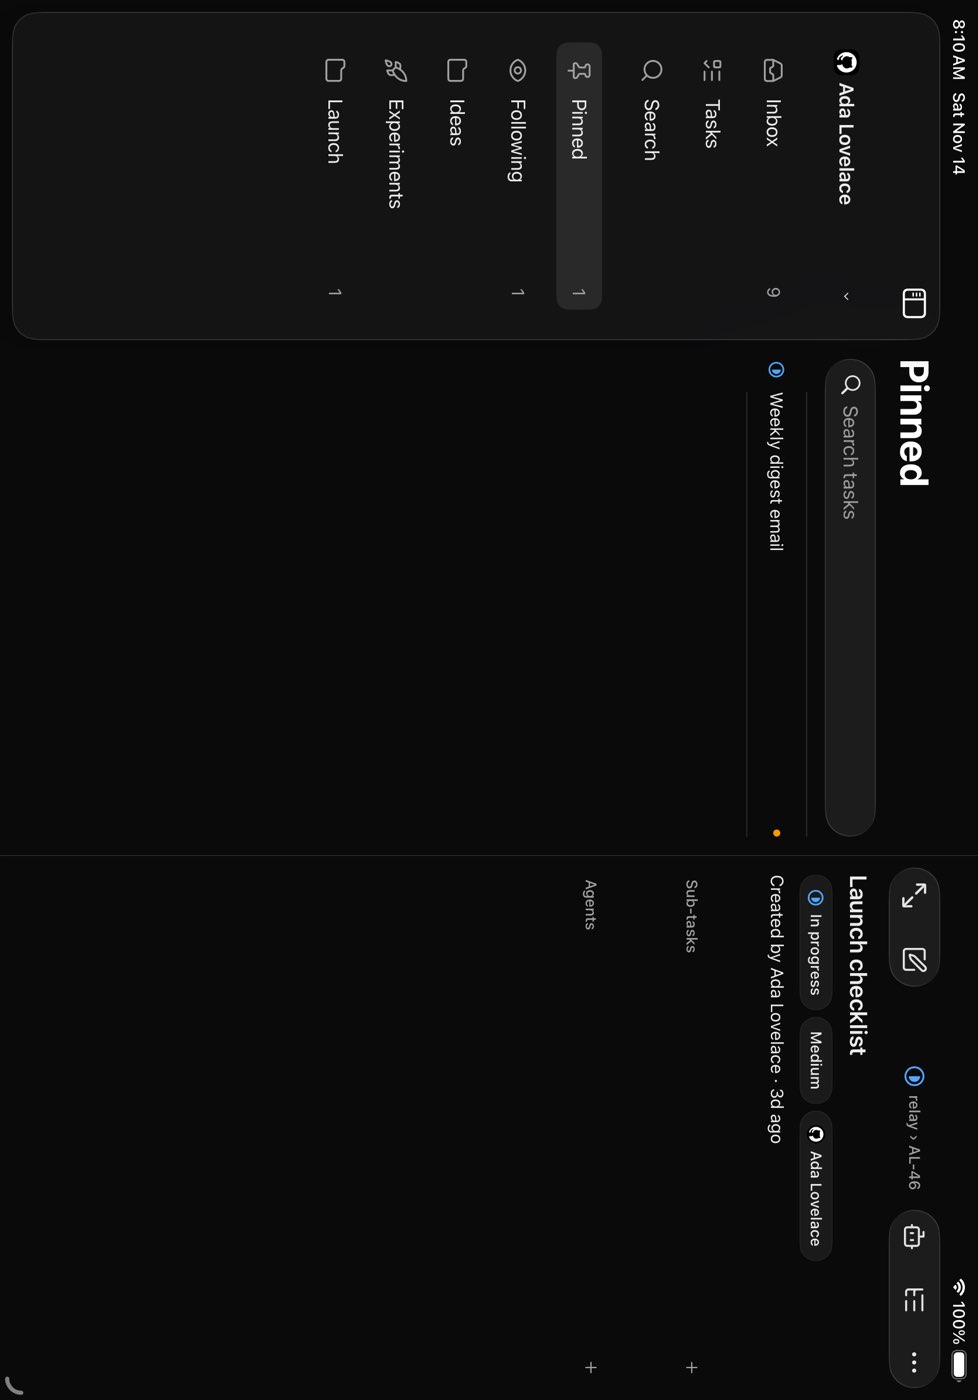 8:10 AM Sat Nov 14
100%
Ada Lovelace
Inbox 9
Tasks
Search
Pinned 1
Following 1
Ideas
Experiments
Launch 1
Pinned
Search tasks
Weekly digest email
relay › AL-46
Launch checklist
In progress Medium Ada Lovelace
Created by Ada Lovelace · 3d ago
Sub-tasks
Agents